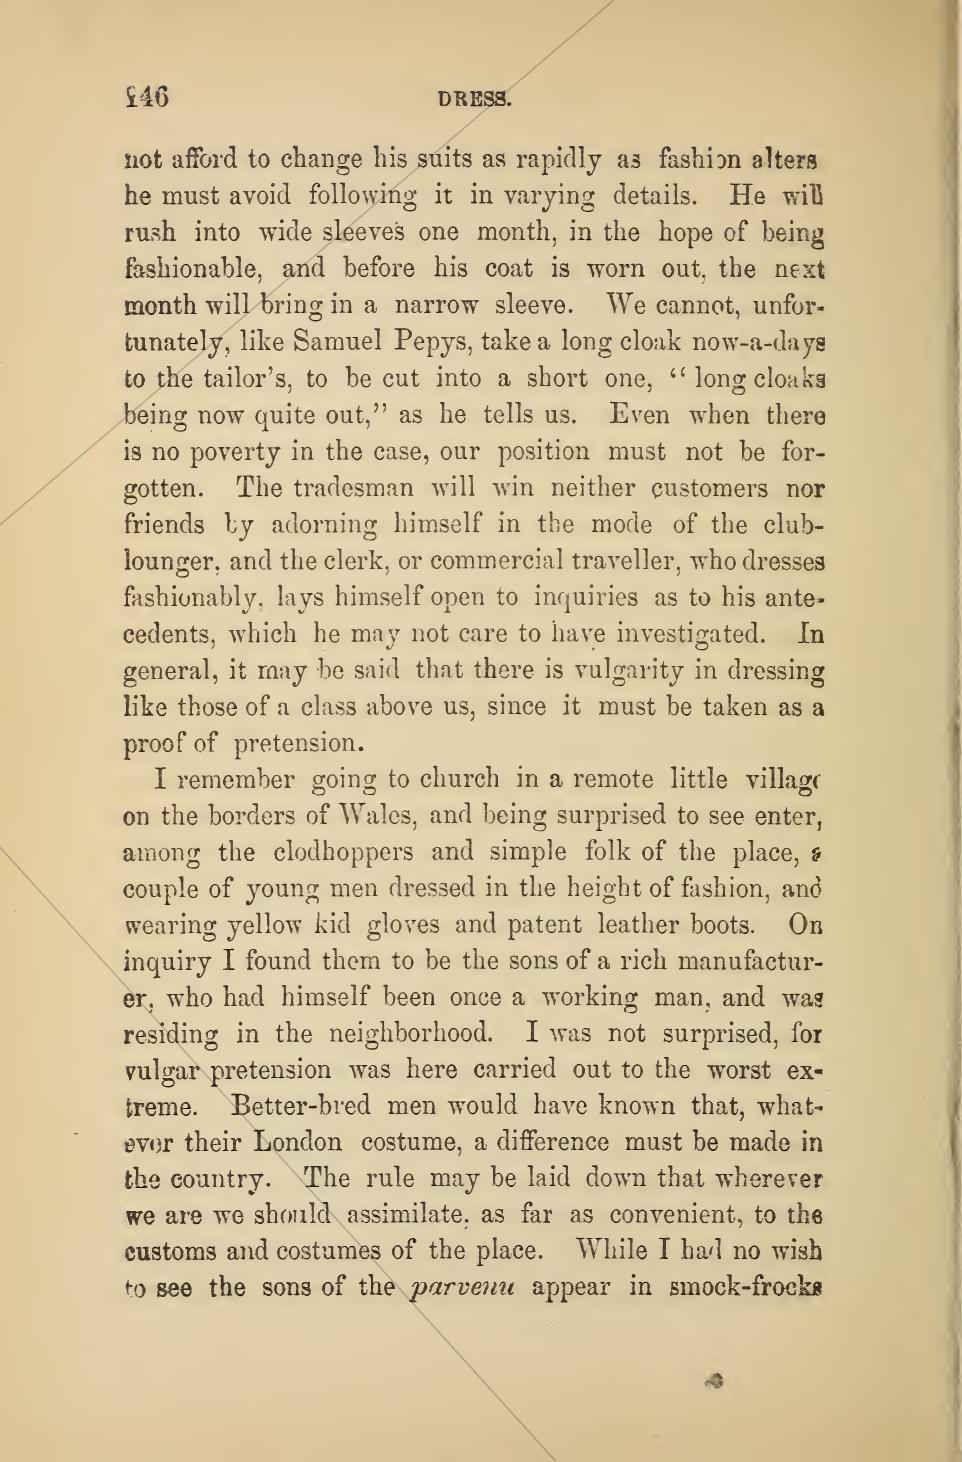 146 DRESS.
not afford to change his suits as rapidly as fashion alters
he must avoid following it in varying details. He will
rush into wide sleeves one month, in the hope of being
fashionable, and before his coat is worn out, the next
month will bring in a narrow sleeve. We cannot, unfor-
tunately, like Samuel Pepys, take a long cloak now-a-days
to the tailor's, to be cut into a short one, "long cloaks
being now quite out," as he tells us. Even when there
is no poverty in the case, our position must not be for-
gotten. The tradesman will win neither customers nor
friends by adorning himself in the mode of the club-
lounger, and the clerk, or commercial traveller, who dresses
fashionably, lays himself open to inquiries as to his ante-
cedents, which he may not care to have investigated. In
general, it may be said that there is vulgarity in dressing
like those of a class above us, since it must be taken as a
proof of pretension.
I remember going to church in a remote little village
on the borders of Wales, and being surprised to see enter,
among the clodhoppers and simple folk of the place, a
couple of young men dressed in the height of fashion, and
wearing yellow kid gloves and patent leather boots. On
inquiry I found them to be the sons of a rich manufactur-
er, who had himself been once a working man, and was
residing in the neighborhood. I was not surprised, for
vulgar pretension was here carried out to the worst ex-
treme. Better-bred men would have known that, what-
ever their London costume, a difference must be made in
the country. The rule may be laid down that wherever
we are we should assimilate, as far as convenient, to the
customs and costumes of the place. While I had no wish
to see the sons of the parvenu appear in smock-frocks